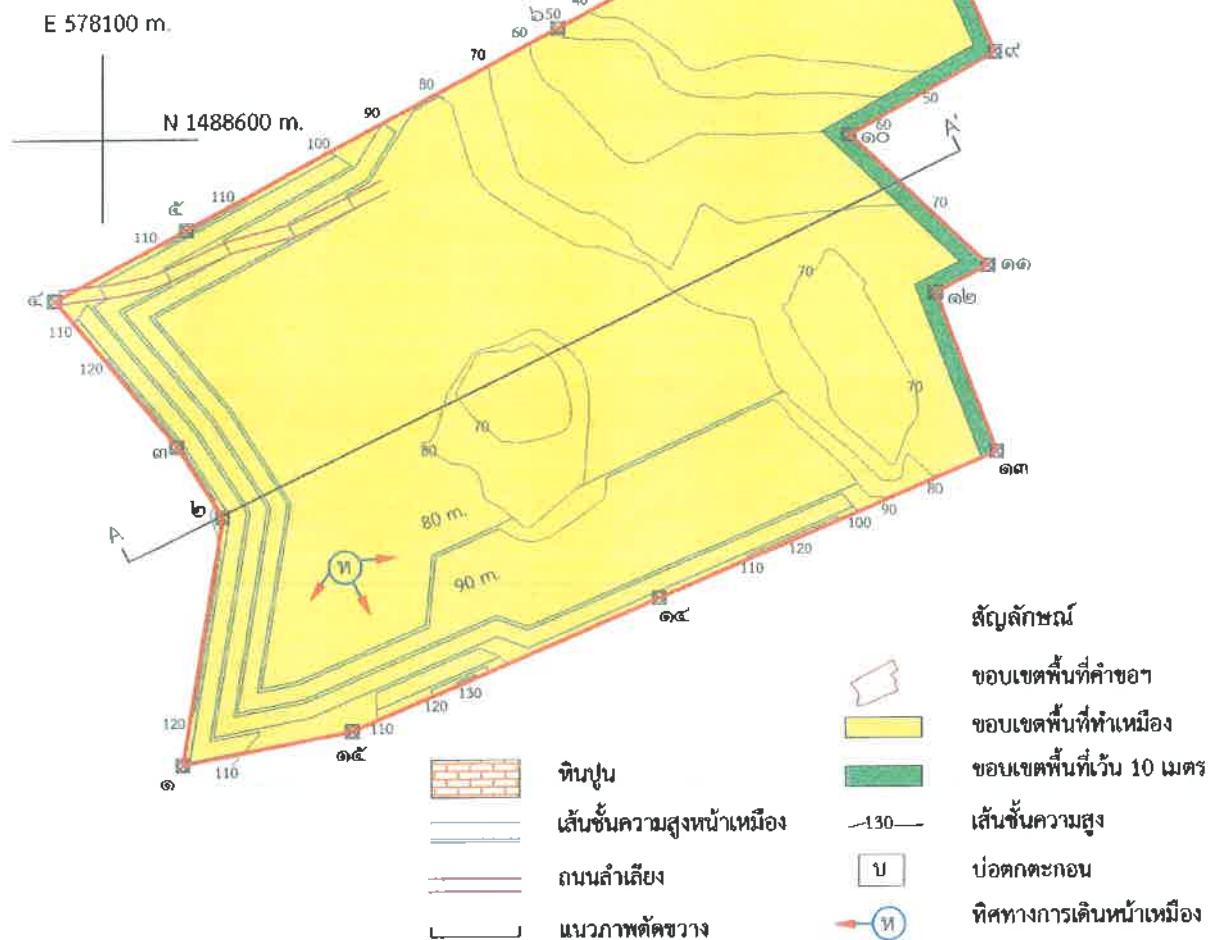 E 578100 m.
N 1488600 m.
๖
50
40
60
70
80
90
100
110
110
๕
๔
110
120
๓
๒
A
A'
๙
50
60
๑๐
70
๑๑
๑๒
70
70
70
80
80 m.
90 m.
ท
๑๓
80
90
100
120
110
๑๔
130
120
110
๑๕
120
๑
110
สัญลักษณ์
ขอบเขตพื้นที่คำขอฯ
ขอบเขตพื้นที่ทำเหมือง
ขอบเขตพื้นที่เว้น 10 เมตร
130 เส้นชั้นความสูง
บ บ่อตกตะกอน
ท ทิศทางการเดินหน้าเหมือง
หินปูน
เส้นชั้นความสูงหน้าเหมือง
ถนนลำเลียง
แนวภาพตัดขวาง